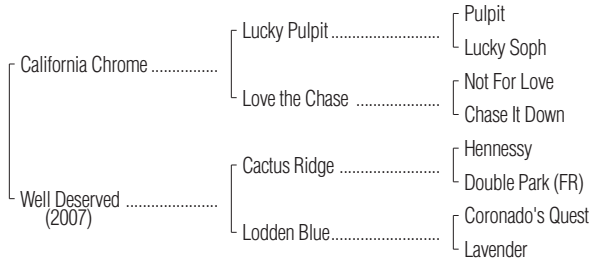 Pulpit
Lucky Pulpit....................
Lucky Soph
California Chrome ................
Not For Love
Love the Chase ...............
Chase It Down
Hennessy
Cactus Ridge ..................
Double Park (FR)
Well Deserved .....................
(2007)
Coronado's Quest
Lodden Blue....................
Lavender